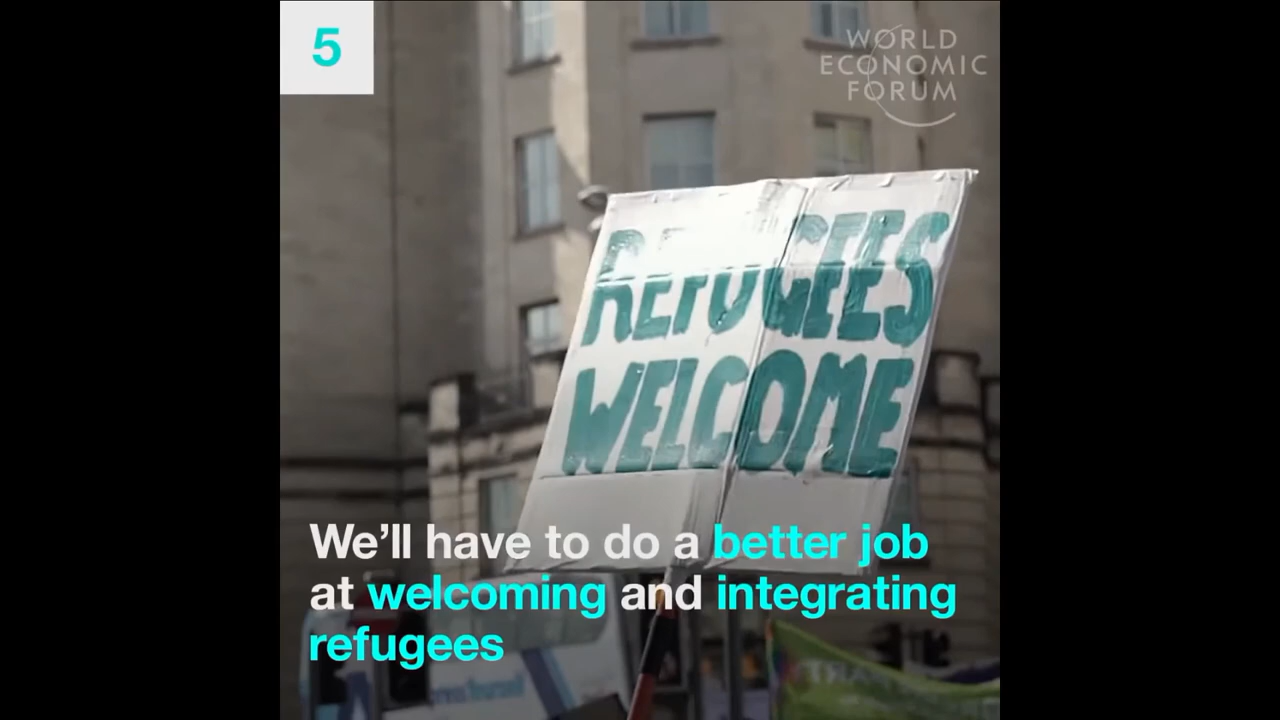 5
WORLD
ECONOMIC
FORUM
REFUGEES
WELCOME
We'll have to do a better job
at welcoming and integrating
refugees